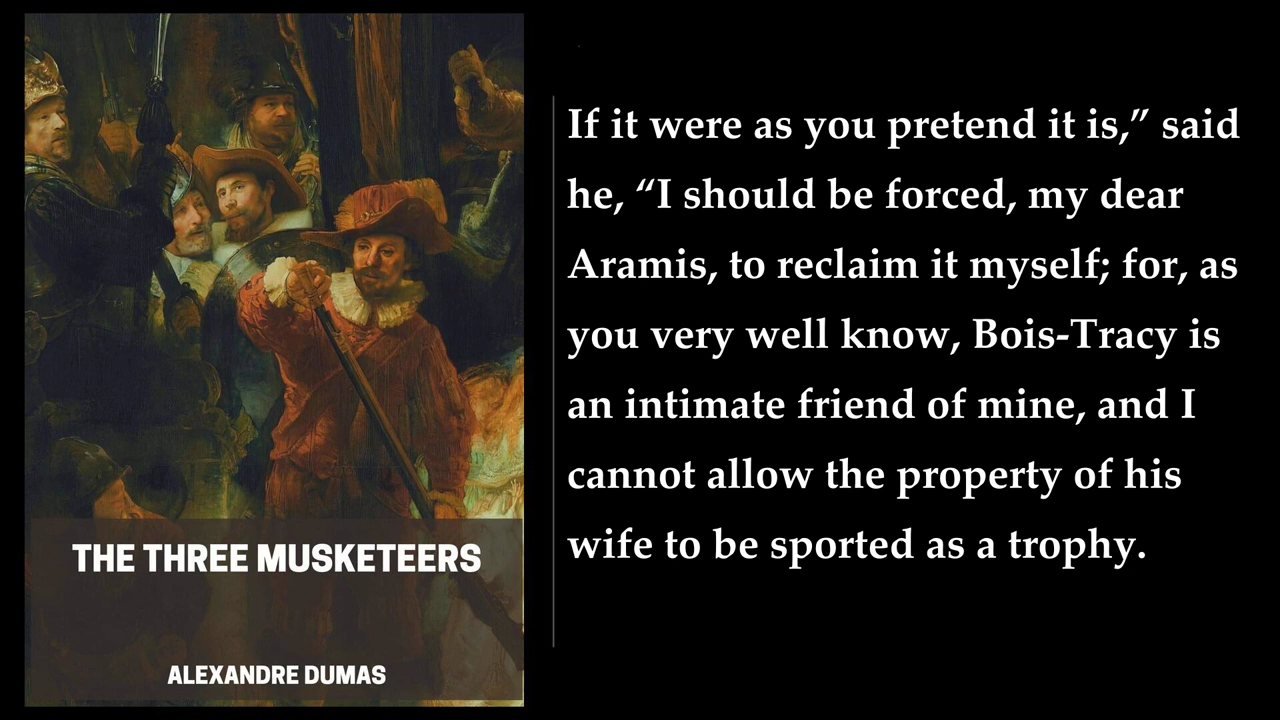 THE THREE MUSKETEERS
ALEXANDRE DUMAS
If it were as you pretend it is,” said
he, “I should be forced, my dear
Aramis, to reclaim it myself; for, as
you very well know, Bois-Tracy is
an intimate friend of mine, and I
cannot allow the property of his
wife to be sported as a trophy.